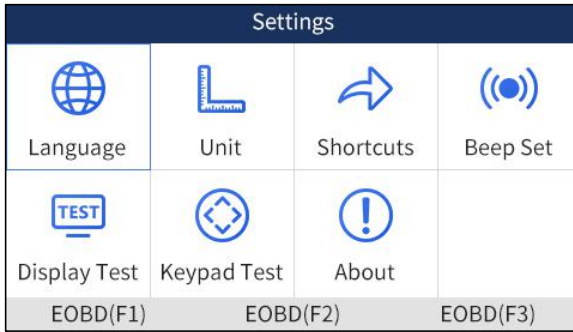 Settings
Language Unit Shortcuts Beep Set
TEST
Display Test Keypad Test About
EOBD(F1) EOBD(F2) EOBD(F3)